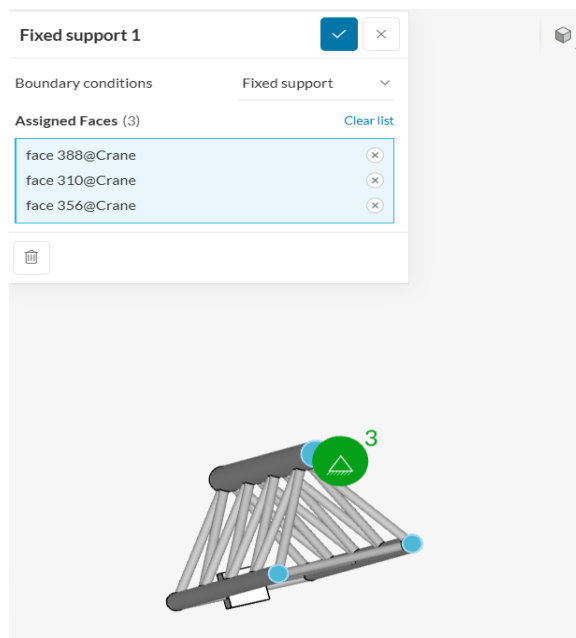 Fixed support 1
Boundary conditions Fixed support
Assigned Faces (3) Clear list
face 388@Crane
face 310@Crane
face 356@Crane
3